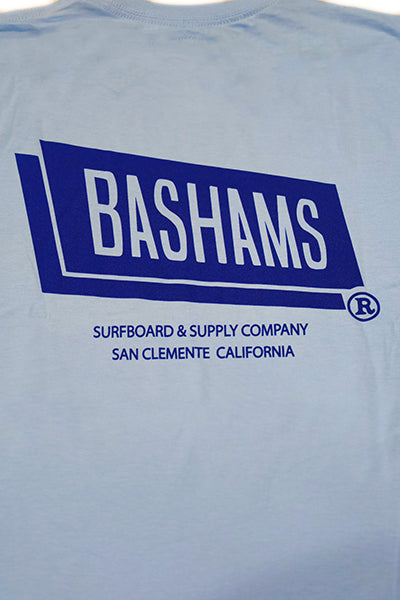 BASHAMS
®
SURFBOARD & SUPPLY COMPANY
SAN CLEMENTE CALIFORNIA